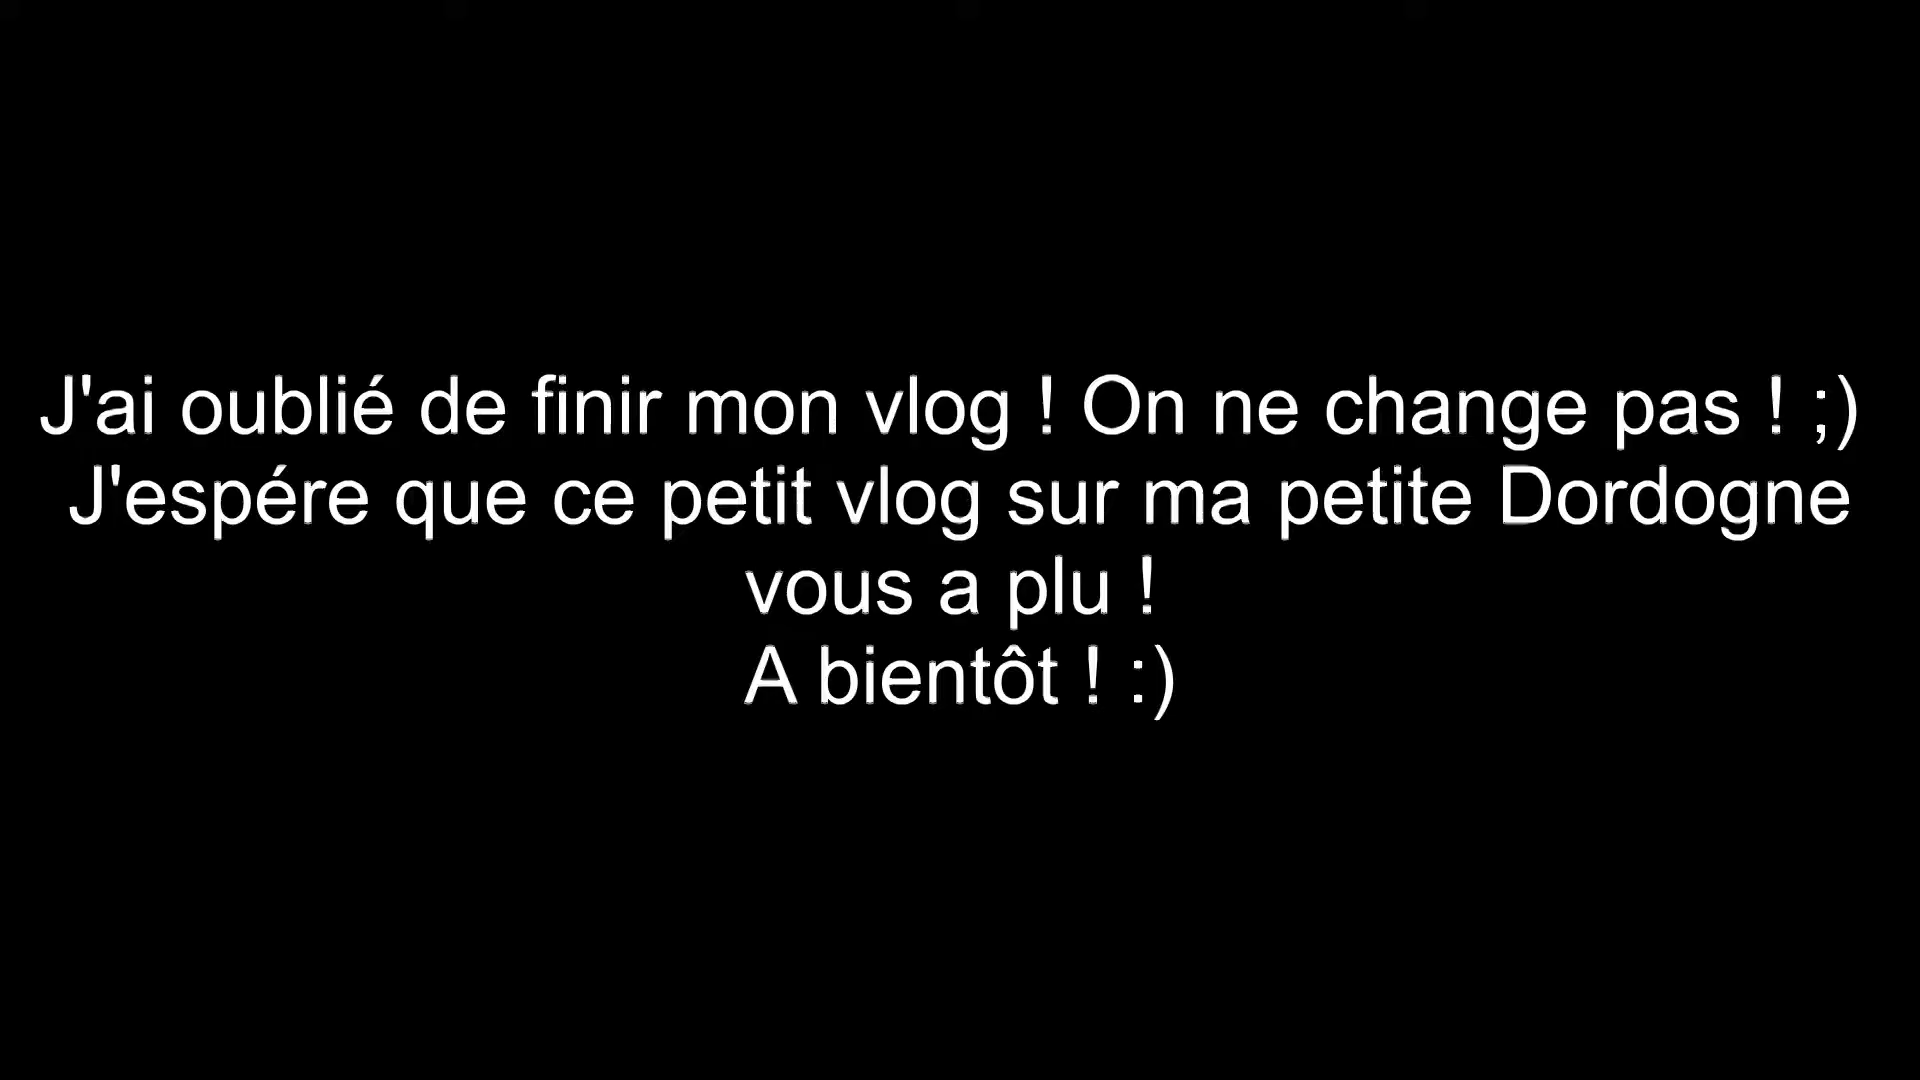 J'ai oublié de finir mon vlog ! On ne change pas ! ;)
J'espére que ce petit vlog sur ma petite Dordogne
vous a plu !
A bientôt ! :)